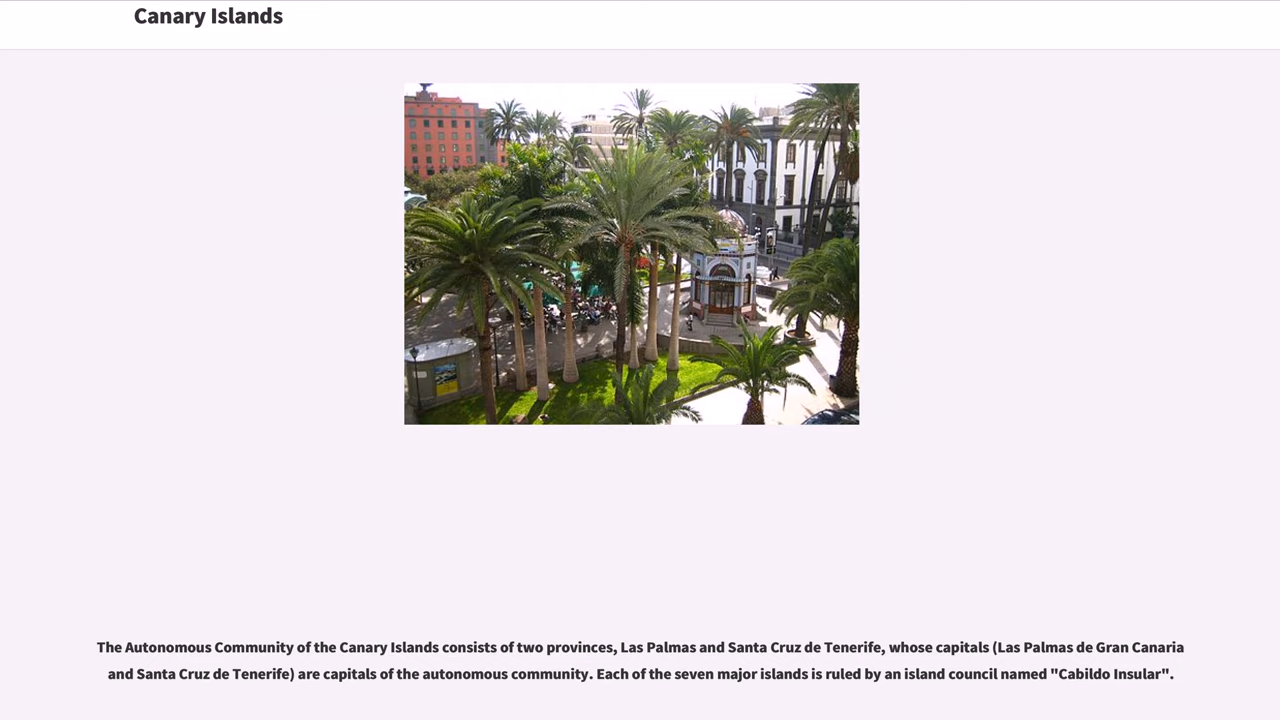 Canary Islands
The Autonomous Community of the Canary Islands consists of two provinces, Las Palmas and Santa Cruz de Tenerife, whose capitals (Las Palmas de Gran Canaria
and Santa Cruz de Tenerife) are capitals of the autonomous community. Each of the seven major islands is ruled by an island council named "Cabildo Insular".